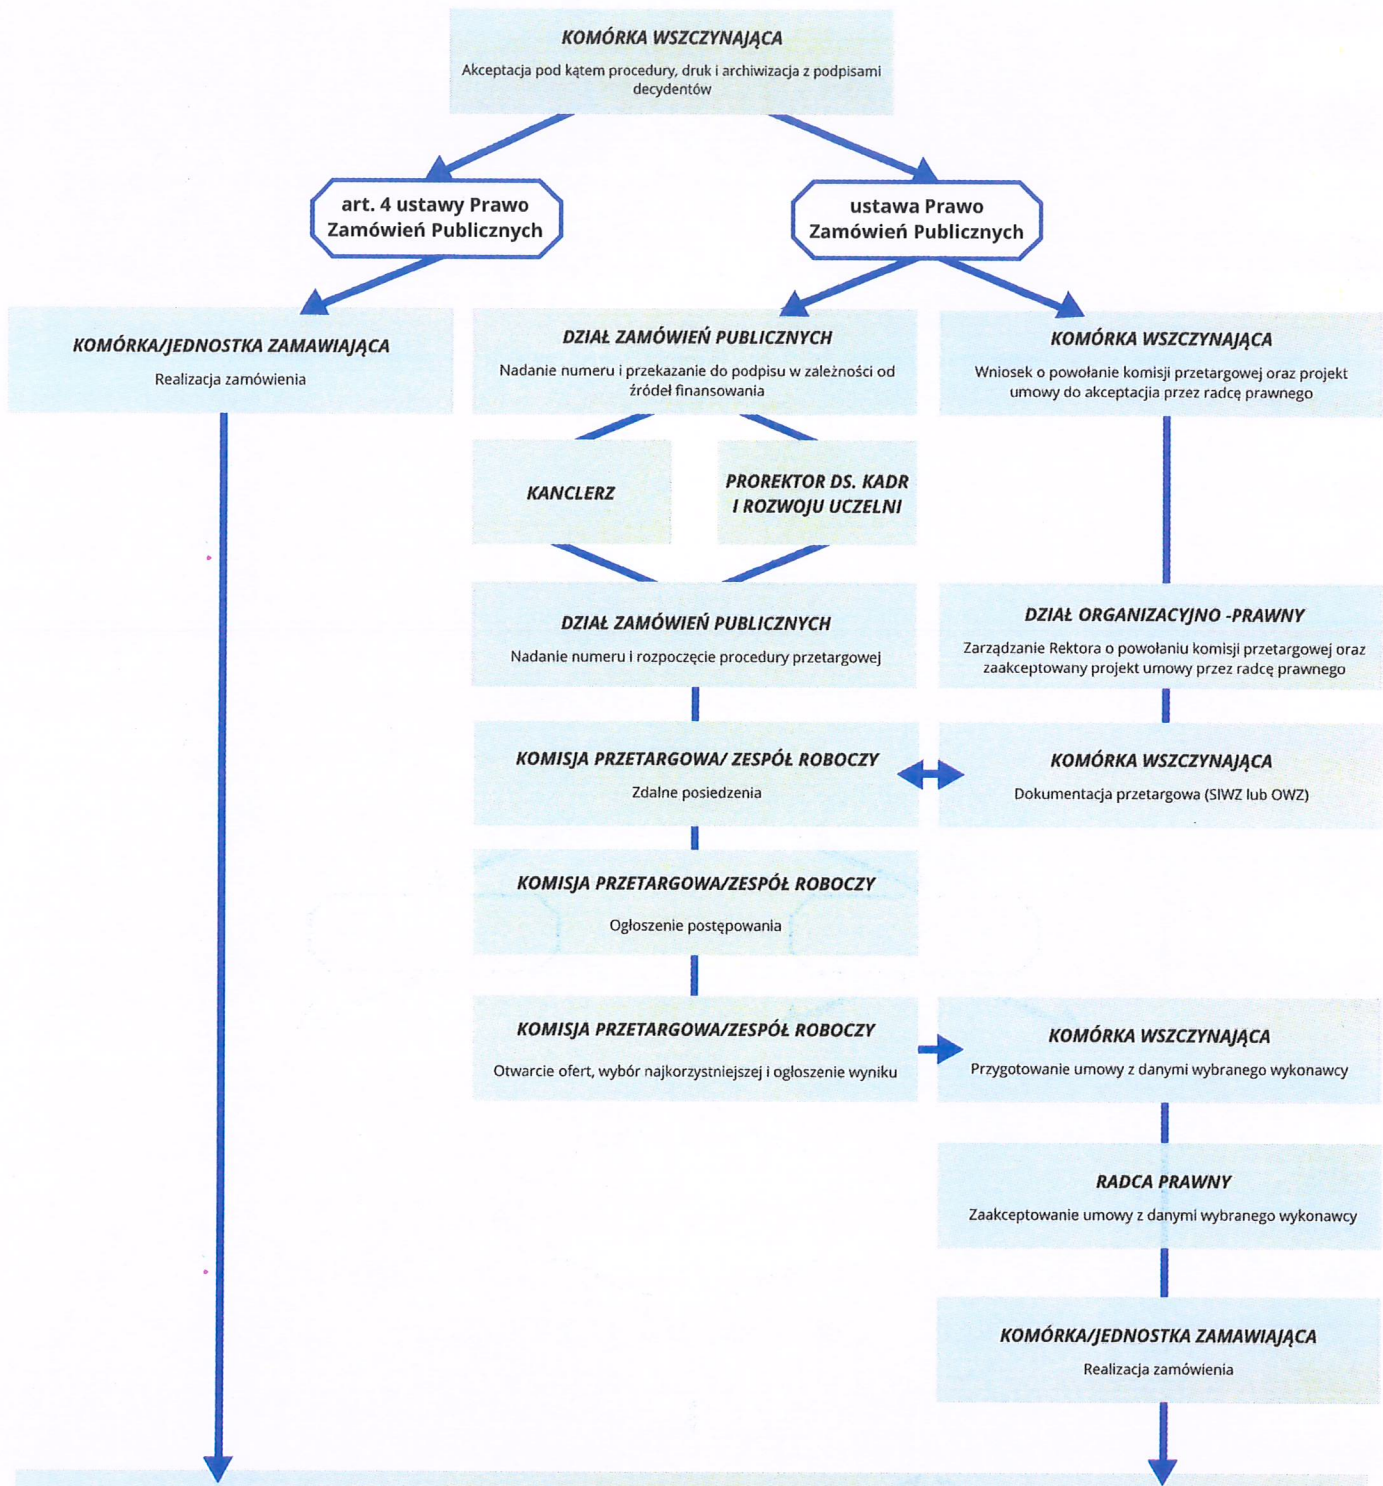 KOMÓRKA WSZCZYNAJĄCA
Akceptacja pod kątem procedury, druk i archiwizacja z podpisami
decydentów
art. 4 ustawy Prawo
Zamówień Publicznych
ustawa Prawo
Zamówień Publicznych
KOMÓRKA/JEDNOSTKA ZAMAWIAJĄCA
Realizacja zamówienia
DZIAŁ ZAMÓWIEŃ PUBLICZNYCH
Nadanie numeru i przekazanie do podpisu w zależności od
źródeł finansowania
KOMÓRKA WSZCZYNAJĄCA
Wniosek o powołanie komisji przetargowej oraz projekt
umowy do akceptacjia przez radcę prawnego
KANCLERZ
PROREKTOR DS. KADR
I ROZWOJU UCZELNI
DZIAŁ ZAMÓWIEŃ PUBLICZNYCH
Nadanie numeru i rozpoczęcie procedury przetargowej
DZIAŁ ORGANIZACYJNO -PRAWNY
Zarządzanie Rektora o powołaniu komisji przetargowej oraz
zaakceptowany projekt umowy przez radcę prawnego
KOMISJA PRZETARGOWA/ ZESPÓŁ ROBOCZY
Zdalne posiedzenia
KOMÓRKA WSZCZYNAJĄCA
Dokumentacja przetargowa (SIWZ lub OWZ)
KOMISJA PRZETARGOWA/ZESPÓŁ ROBOCZY
Ogłoszenie postępowania
KOMISJA PRZETARGOWA/ZESPÓŁ ROBOCZY
Otwarcie ofert, wybór najkorzystniejszej i ogłoszenie wyniku
KOMÓRKA WSZCZYNAJĄCA
Przygotowanie umowy z danymi wybranego wykonawcy
RADCA PRAWNY
Zaakceptowanie umowy z danymi wybranego wykonawcy
KOMÓRKA/JEDNOSTKA ZAMAWIAJĄCA
Realizacja zamówienia